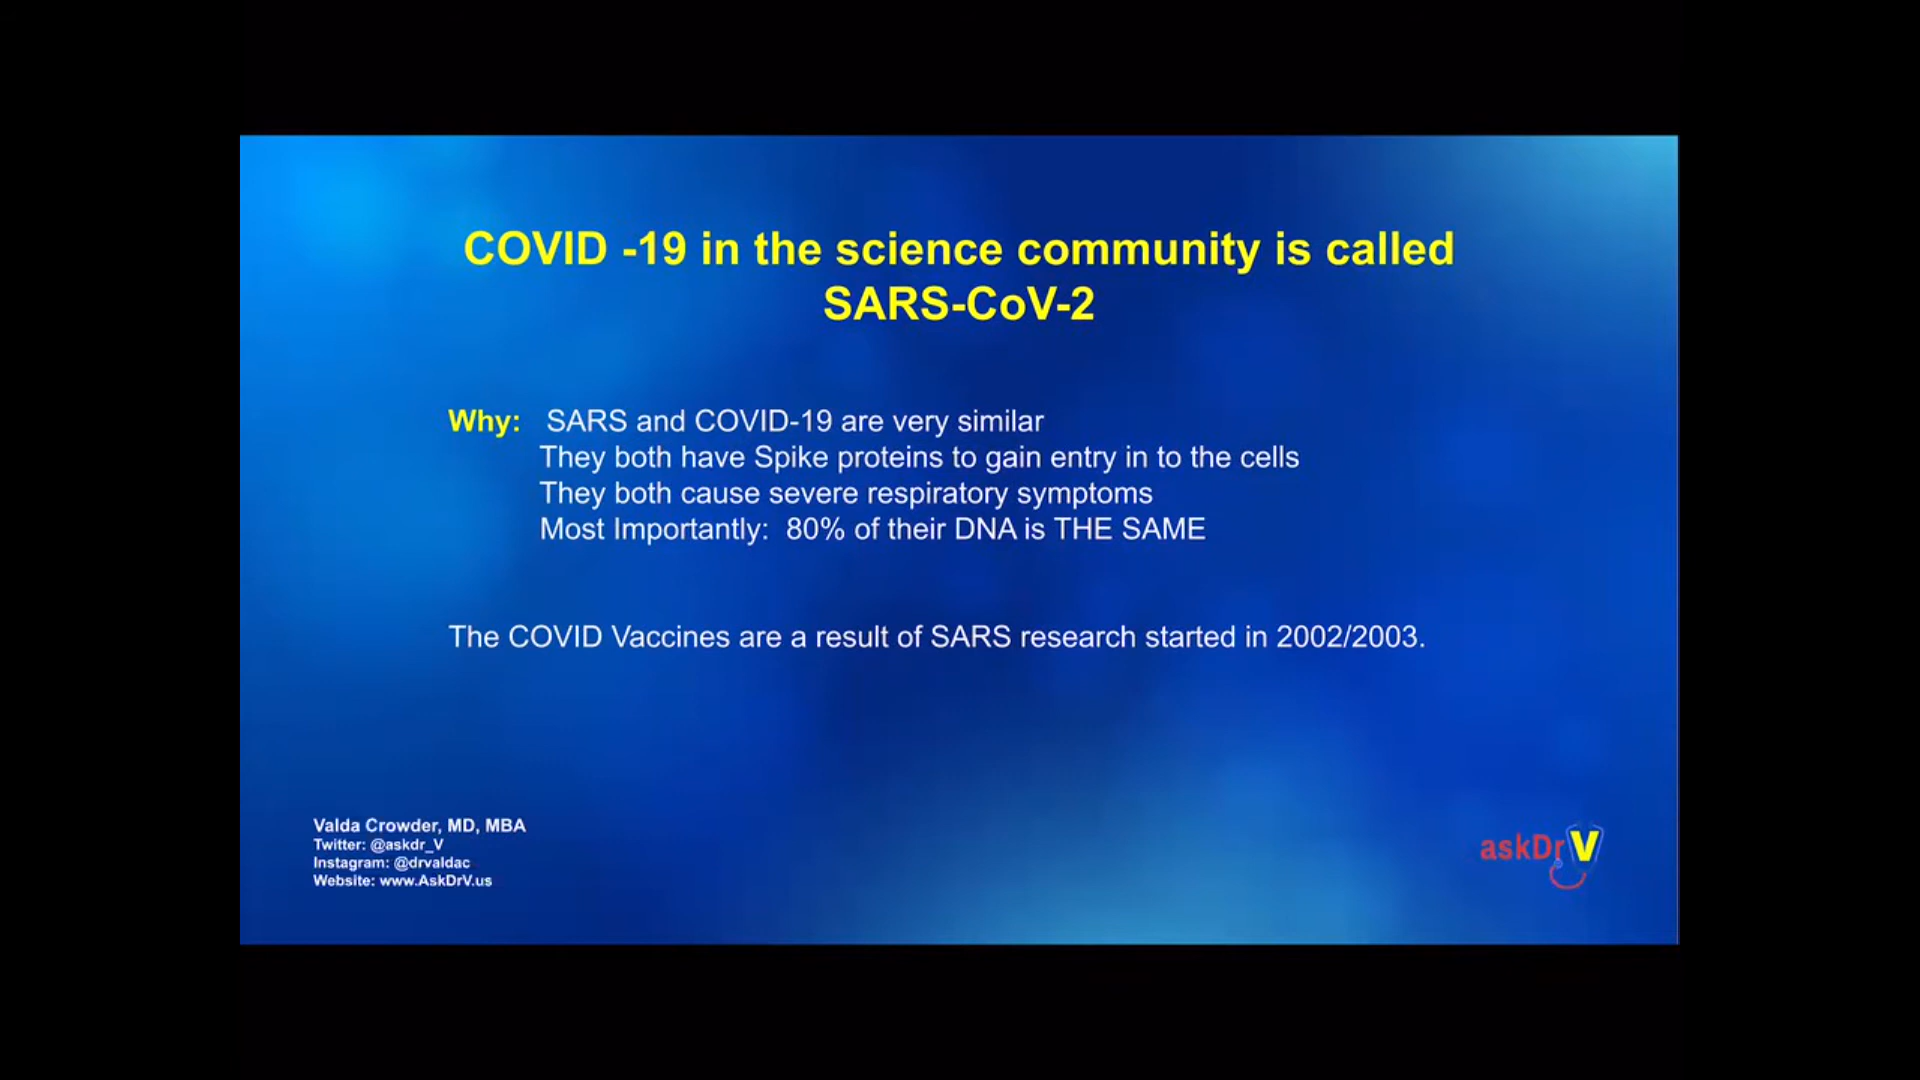 COVID -19 in the science community is called
SARS-CoV-2
Why: SARS and COVID-19 are very similar
They both have Spike proteins to gain entry in to the cells
They both cause severe respiratory symptoms
Most Importantly: 80% of their DNA is THE SAME
The COVID Vaccines are a result of SARS research started in 2002/2003.
Valda Crowder, MD, MBA
Twitter: @askdr_V
Instagram: @drvaldac
Website: www.AskDrV.us
askDrV